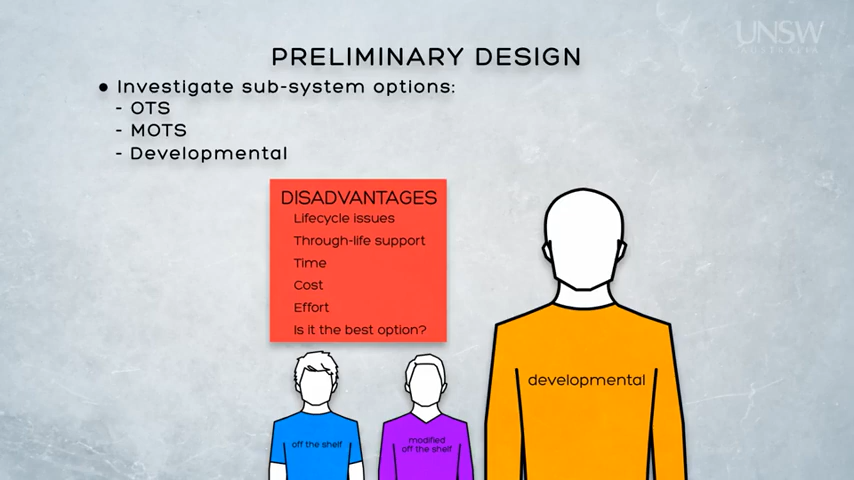 UNSW
AUSTRALIA
PRELIMINARY DESIGN
● Investigate sub-system options:
- OTS
- MOTS
- Developmental
DISADVANTAGES
Lifecycle issues
Through-life support
Time
Cost
Effort
Is it the best option?
developmental
off the shelf
modified
off the shelf